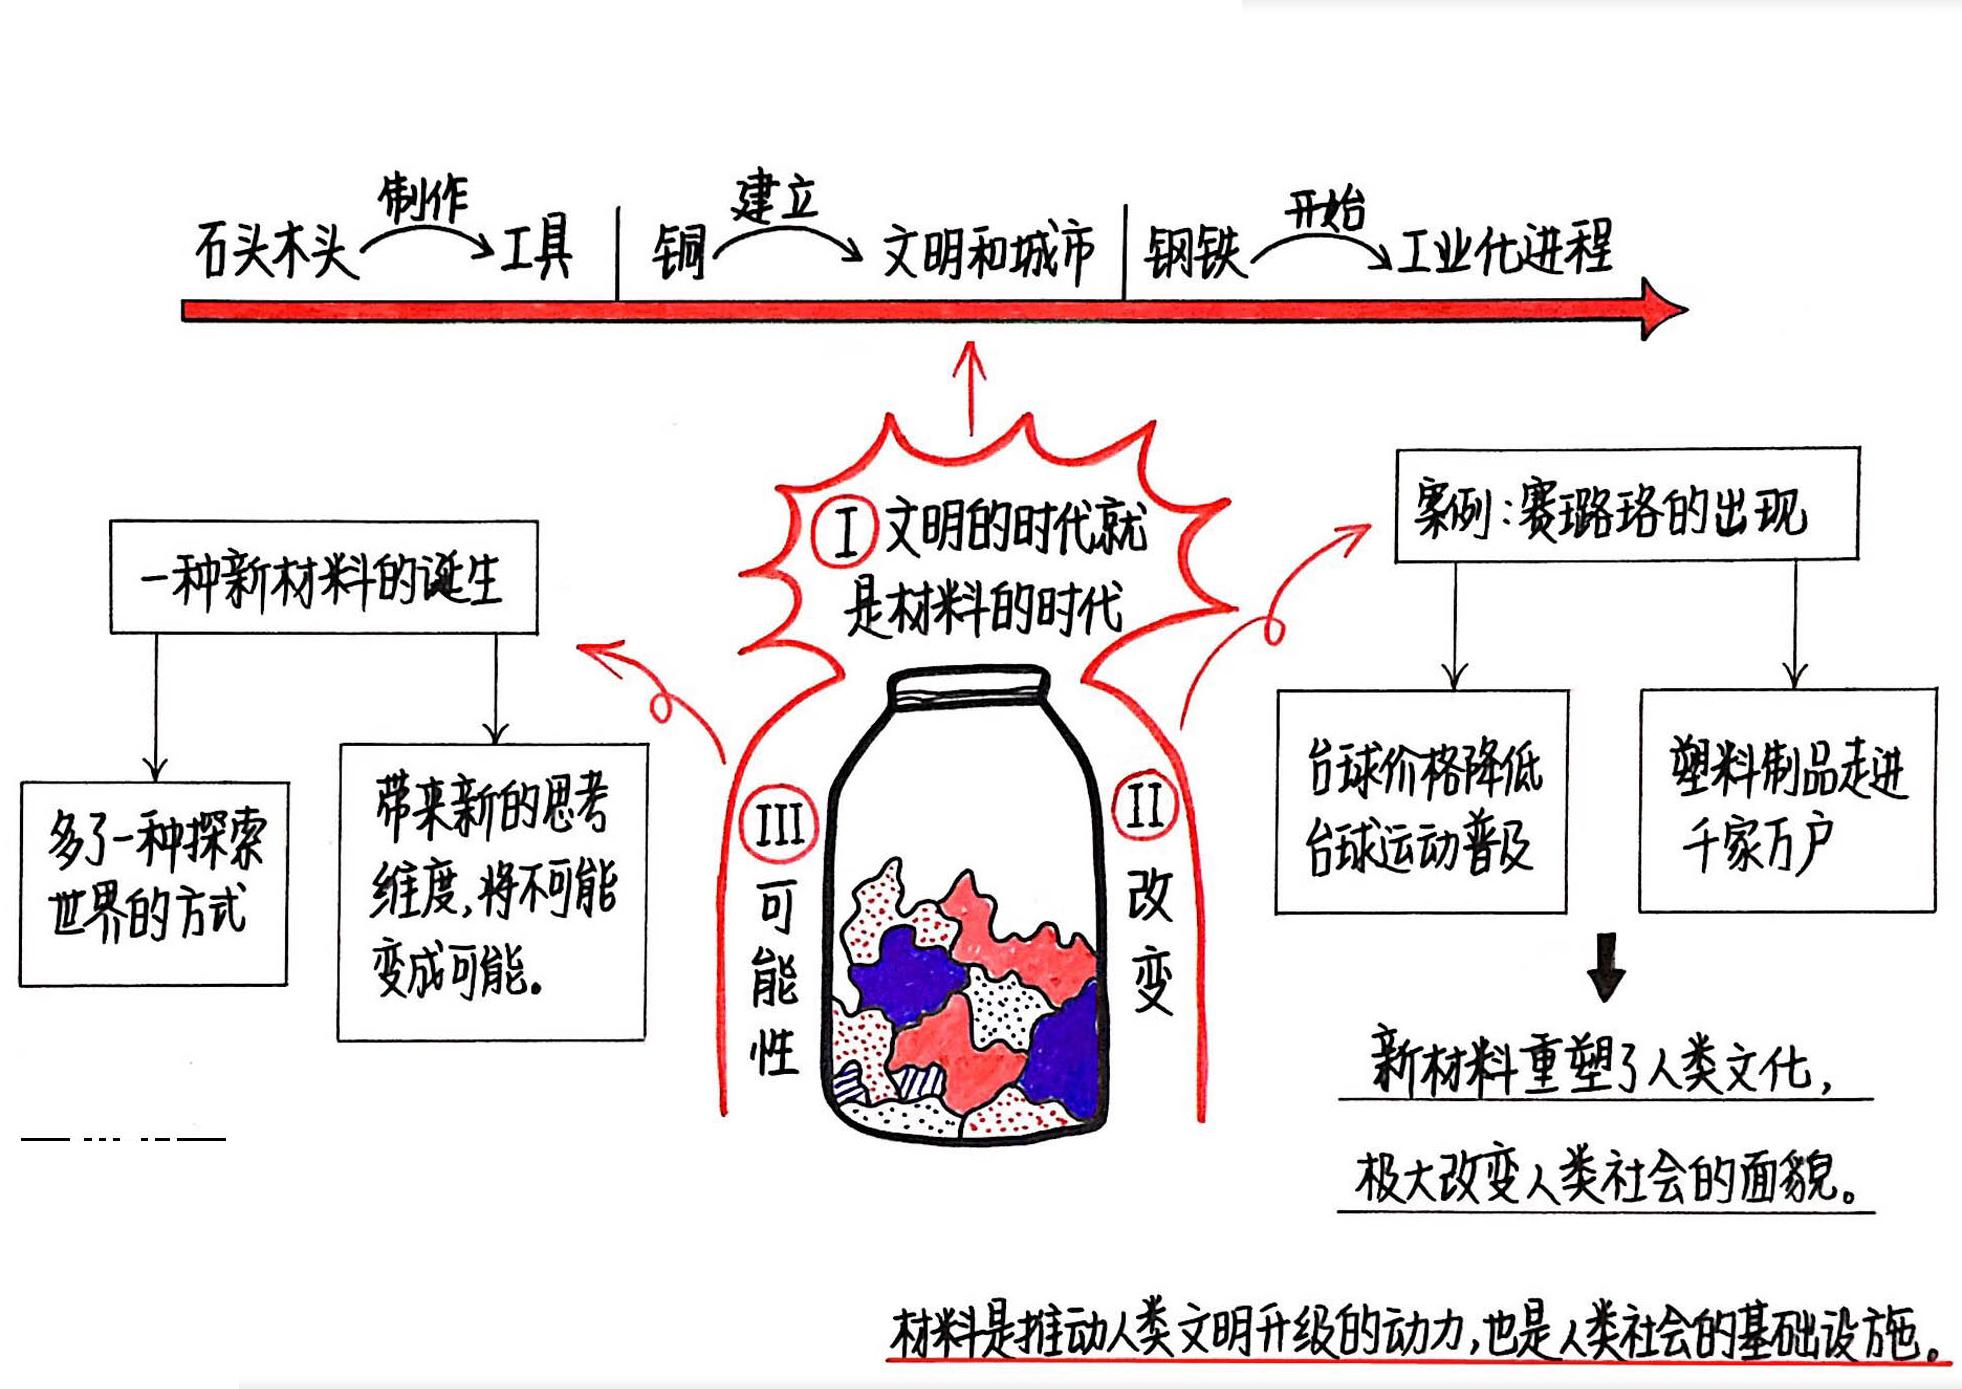 制作
建立
开始
石头木头 工具 铜 文明和城市 钢铁 工业化进程
Ⅰ 文明的时代就
是材料的时代
案例:赛璐珞的出现
台球价格降低
台球运动普及
塑料制品走进
千家万户
Ⅱ
改
变
新材料重塑了人类文化,
极大改变人类社会的面貌。
一种新材料的诞生
多了一种探索
世界的方式
带来新的思考
维度,将不可能
变成可能。
Ⅲ
可
能
性
材料是推动人类文明升级的动力,也是人类社会的基础设施。